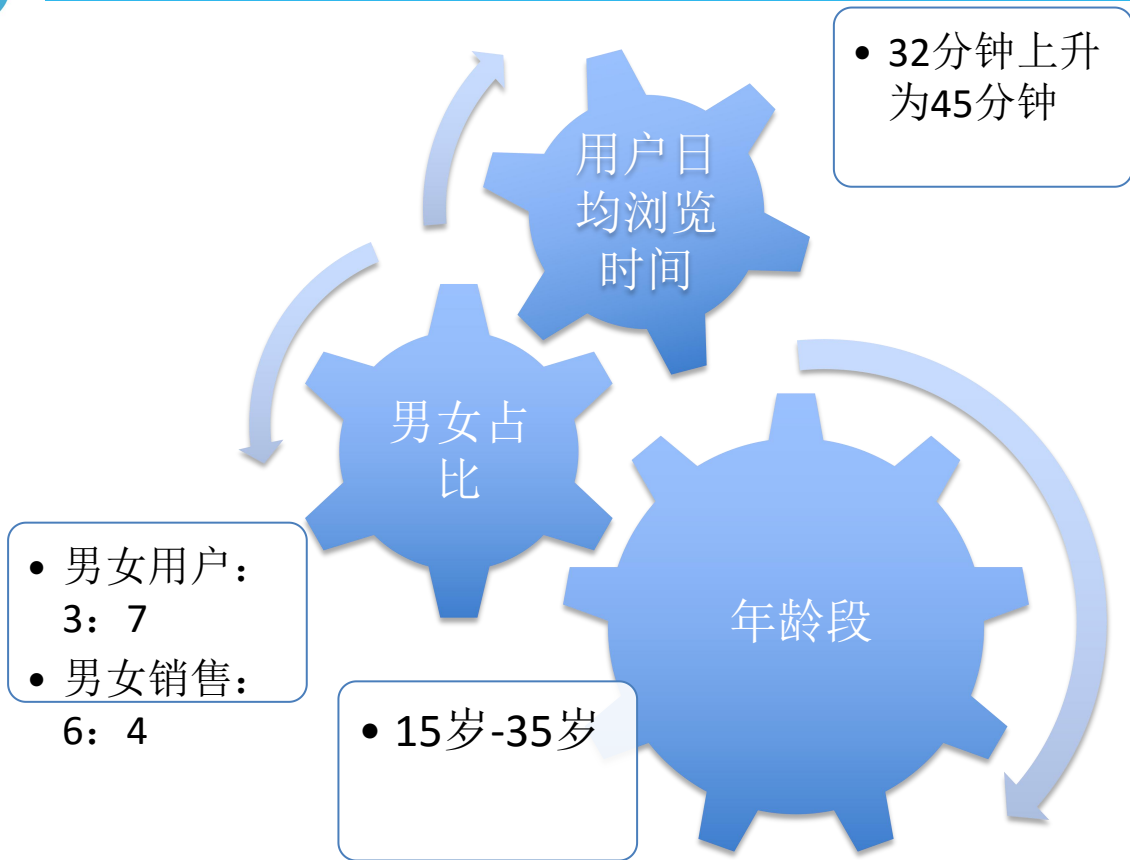 • 32分钟上升
为45分钟
用户日
均浏览
时间
男女占
比
• 男女用户：
3：7
• 男女销售：
6：4
年龄段
• 15岁-35岁